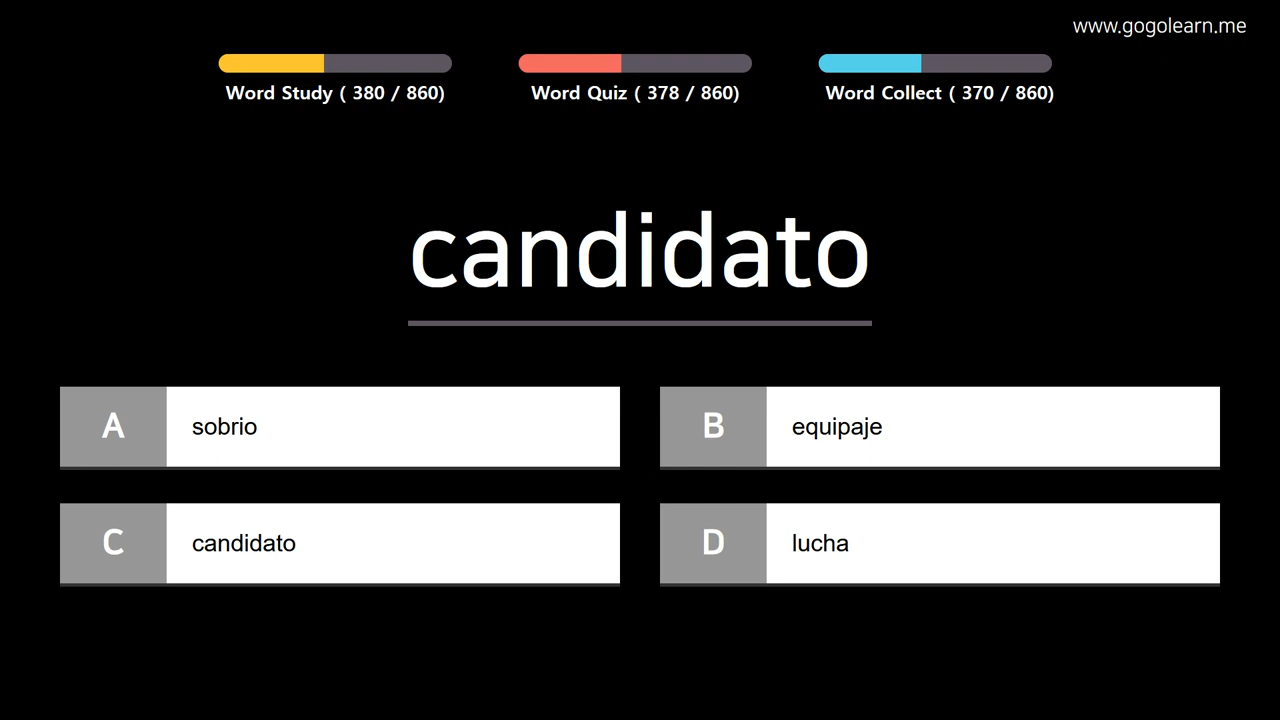 www.gogolearn.me
Word Study ( 380 / 860)
Word Quiz ( 378 / 860)
Word Collect ( 370 / 860)
candidato
A sobrio
B equipaje
C candidato
D lucha